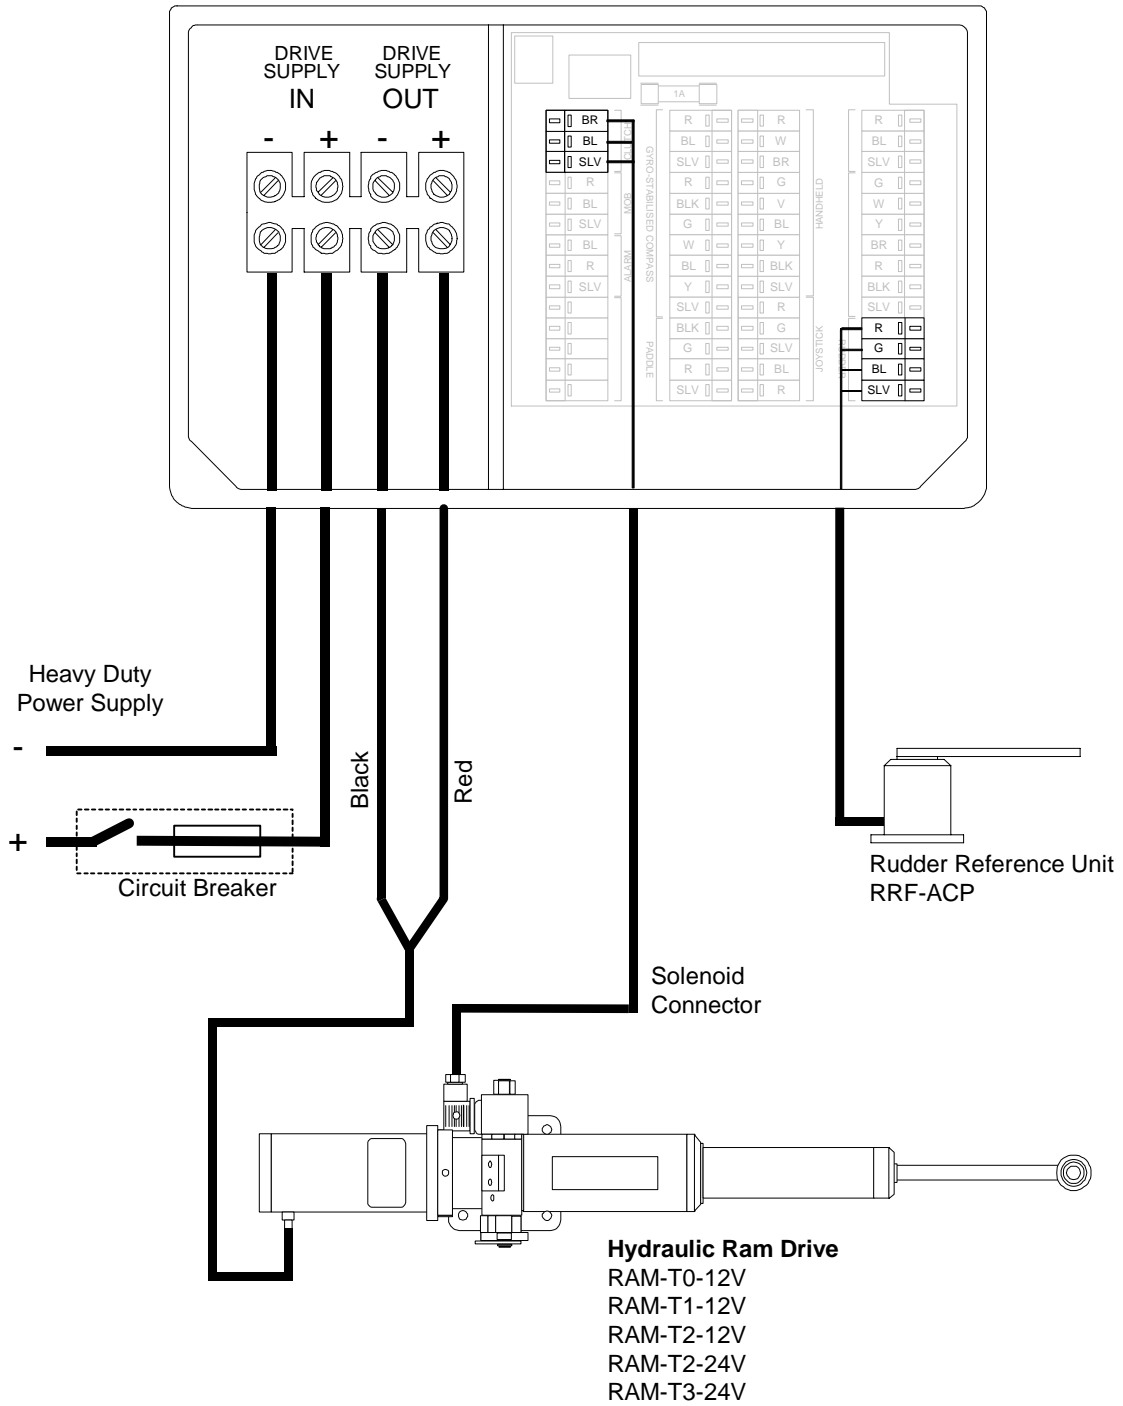 DRIVE
SUPPLY
IN
DRIVE
SUPPLY
OUT
- + - +
1A
BR
BL
SLV
R
BL
SLV
BL
R
SLV
CLUTCH
MOB
ALARM
GYRO-STABILISED COMPASS
PADDLE
R
BL
SLV
R
BLK
G
W
BL
Y
SLV
BLK
G
R
SLV
R
W
BR
G
V
BL
Y
BLK
SLV
R
G
SLV
BL
R
HANDHELD
JOYSTICK
R
BL
SLV
G
W
Y
BR
R
BLK
SLV
R
G
BL
SLV
Heavy Duty
Power Supply
-
+
Circuit Breaker
Black
Red
Rudder Reference Unit
RRF-ACP
Solenoid
Connector
Hydraulic Ram Drive
RAM-T0-12V
RAM-T1-12V
RAM-T2-12V
RAM-T2-24V
RAM-T3-24V